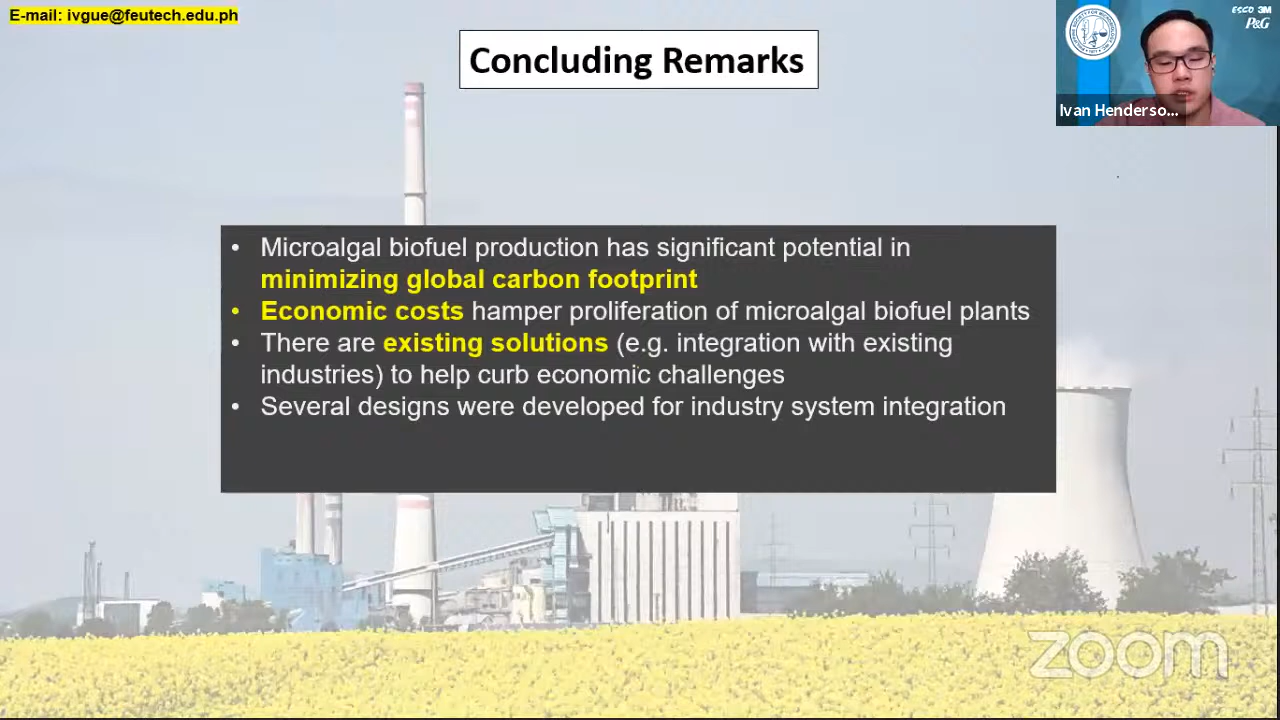 E-mail: ivgue@feutech.edu.ph
Concluding Remarks
ESCO 3M
P&G
Ivan Henderso...
• Microalgal biofuel production has significant potential in
minimizing global carbon footprint
• Economic costs hamper proliferation of microalgal biofuel plants
• There are existing solutions (e.g. integration with existing
industries) to help curb economic challenges
• Several designs were developed for industry system integration
zoom